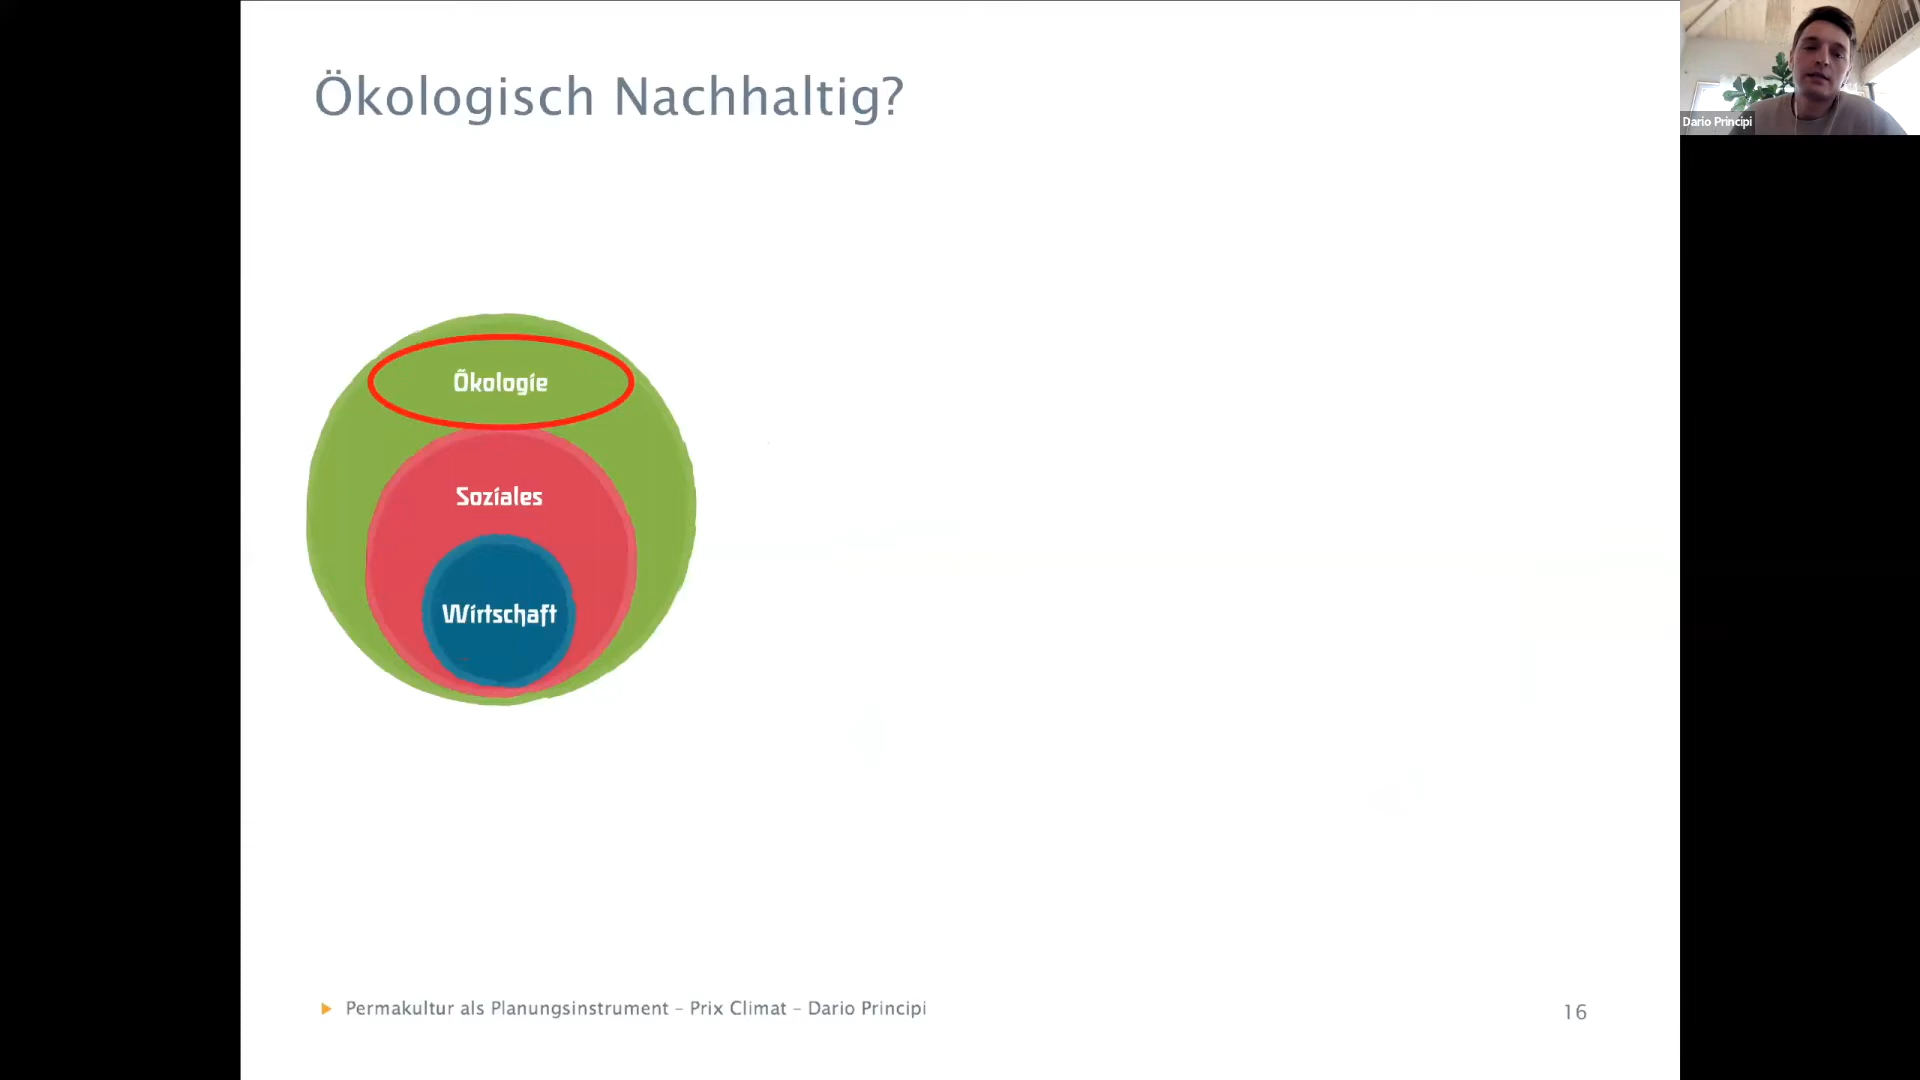 Ökologisch Nachhaltig?
Dario Principi
Ökologie
Soziales
Wirtschaft
Permakultur als Planungsinstrument – Prix Climat – Dario Principi
16